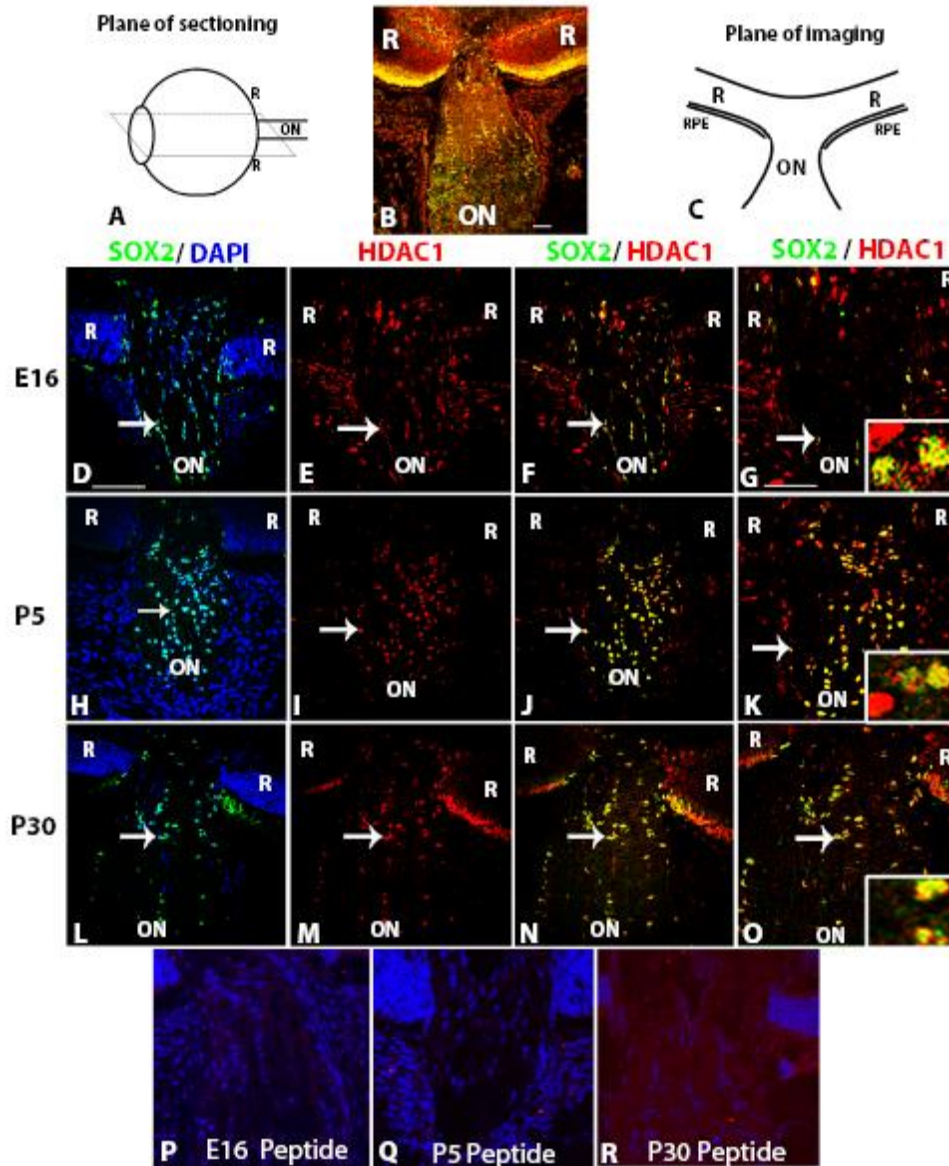 Plane of sectioning
R
ON
R
A
R
R
B
ON
Plane of imaging
R
R
RPE
RPE
ON
C
SOX2/ DAPI
HDAC1
SOX2/ HDAC1
SOX2 / HDAC1
E16
R
R
D
ON
R
R
E
ON
R
R
F
ON
R
R
G
ON
P5
R
R
H
ON
R
R
I
ON
R
R
J
ON
R
R
K
ON
P30
R
R
L
ON
R
R
M
ON
R
R
N
ON
R
R
O
ON
P E16 Peptide
Q P5 Peptide
R P30 Peptide